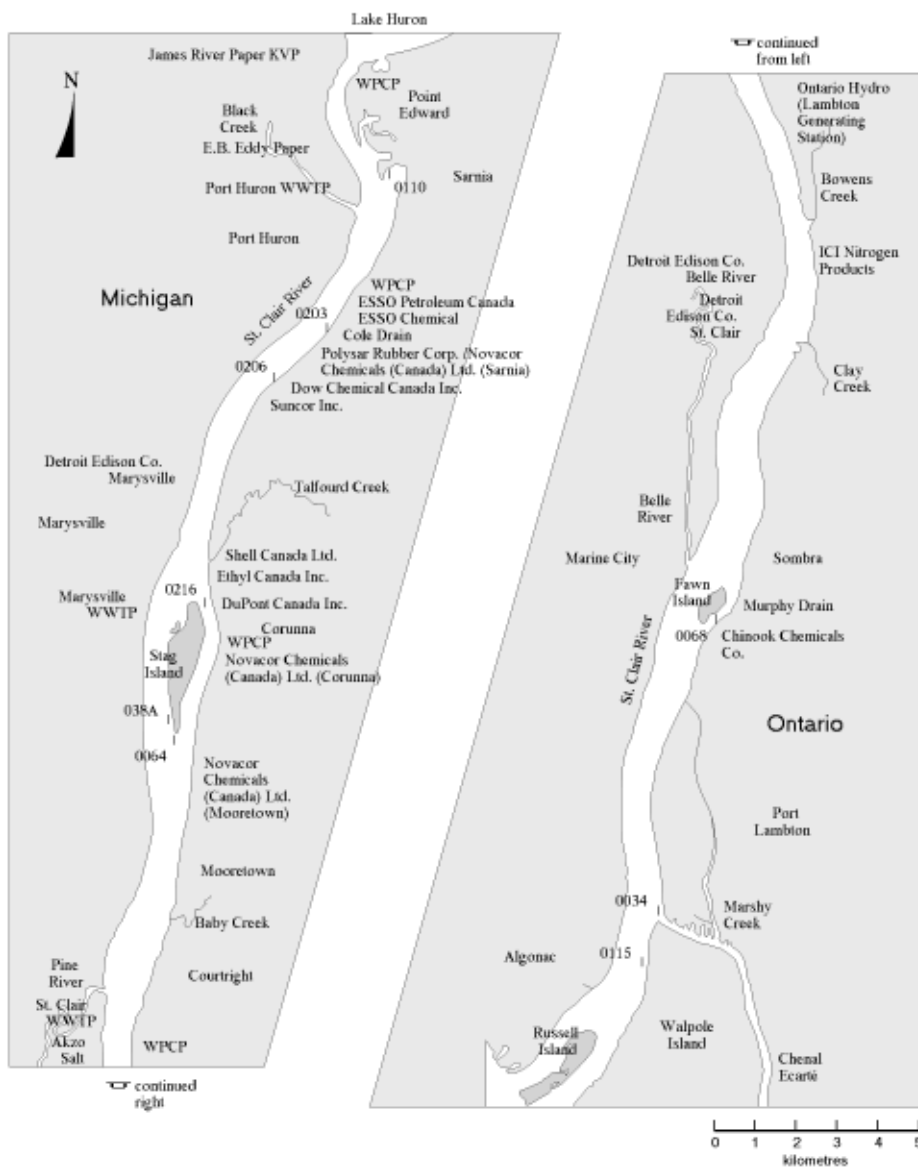 Lake Huron
James River Paper KVP
N
WPCP
Point
Edward
Black
Creek
E.B. Eddy Paper
Port Huron WWTP
0110
Sarnia
Port Huron
Michigan
St. Clair River
WPCP
ESSO Petroleum Canada
0203
ESSO Chemical
Cole Drain
Polysar Rubber Corp. (Novacor
Chemicals (Canada) Ltd. (Sarnia)
0206
Dow Chemical Canada Inc.
Suncor Inc.
Detroit Edison Co.
Marysville
Talfourd Creek
Marysville
Shell Canada Ltd.
Ethyl Canada Inc.
0216
Marysville
WWTP
DuPont Canada Inc.
Corunna
WPCP
Novacor Chemicals
(Canada) Ltd. (Corunna)
Stag
Island
038A
0064
Novacor
Chemicals
(Canada) Ltd.
(Mooretown)
Mooretown
Baby Creek
Courtright
Pine
River
St. Clair
WWTP
Akzo
Salt
WPCP
continued
right
continued
from left
Ontario Hydro
(Lambton
Generating
Station)
Bowens
Creek
ICI Nitrogen
Products
Detroit Edison Co.
Belle River
Detroit
Edison Co.
St. Clair
Clay
Creek
Belle
River
Marine City
Sombra
Fawn
Island
Murphy Drain
0068
Chinook Chemicals
Co.
St. Clair River
Ontario
Port
Lambton
0034
Marshy
Creek
Algonac
0115
Russell
Island
Walpole
Island
Chenal
Ecarté
0 1 2 3 4 5
kilometres